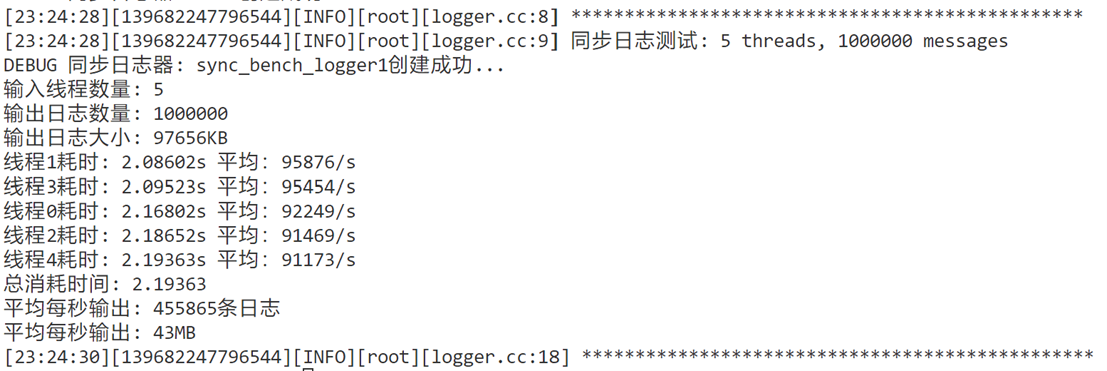 [23:24:28][139682247796544][INFO][root][logger.cc:8] ************************************************
[23:24:28][139682247796544][INFO][root][logger.cc:9] 同步日志测试: 5 threads, 1000000 messages
DEBUG 同步日志器: sync_bench_logger1创建成功...
输入线程数量: 5
输出日志数量: 1000000
输出日志大小: 97656KB
线程1耗时: 2.08602s 平均: 95876/s
线程3耗时: 2.09523s 平均: 95454/s
线程0耗时: 2.16802s 平均: 92249/s
线程2耗时: 2.18652s 平均: 91469/s
线程4耗时: 2.19363s 平均: 91173/s
总消耗时间: 2.19363
平均每秒输出: 455865条日志
平均每秒输出: 43MB
[23:24:30][139682247796544][INFO][root][logger.cc:18] ************************************************